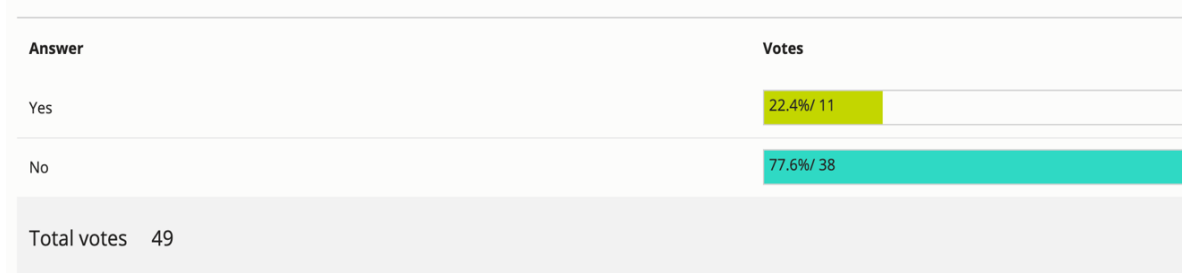 Answer Votes
Yes 22.4%/ 11
No 77.6%/ 38
Total votes 49